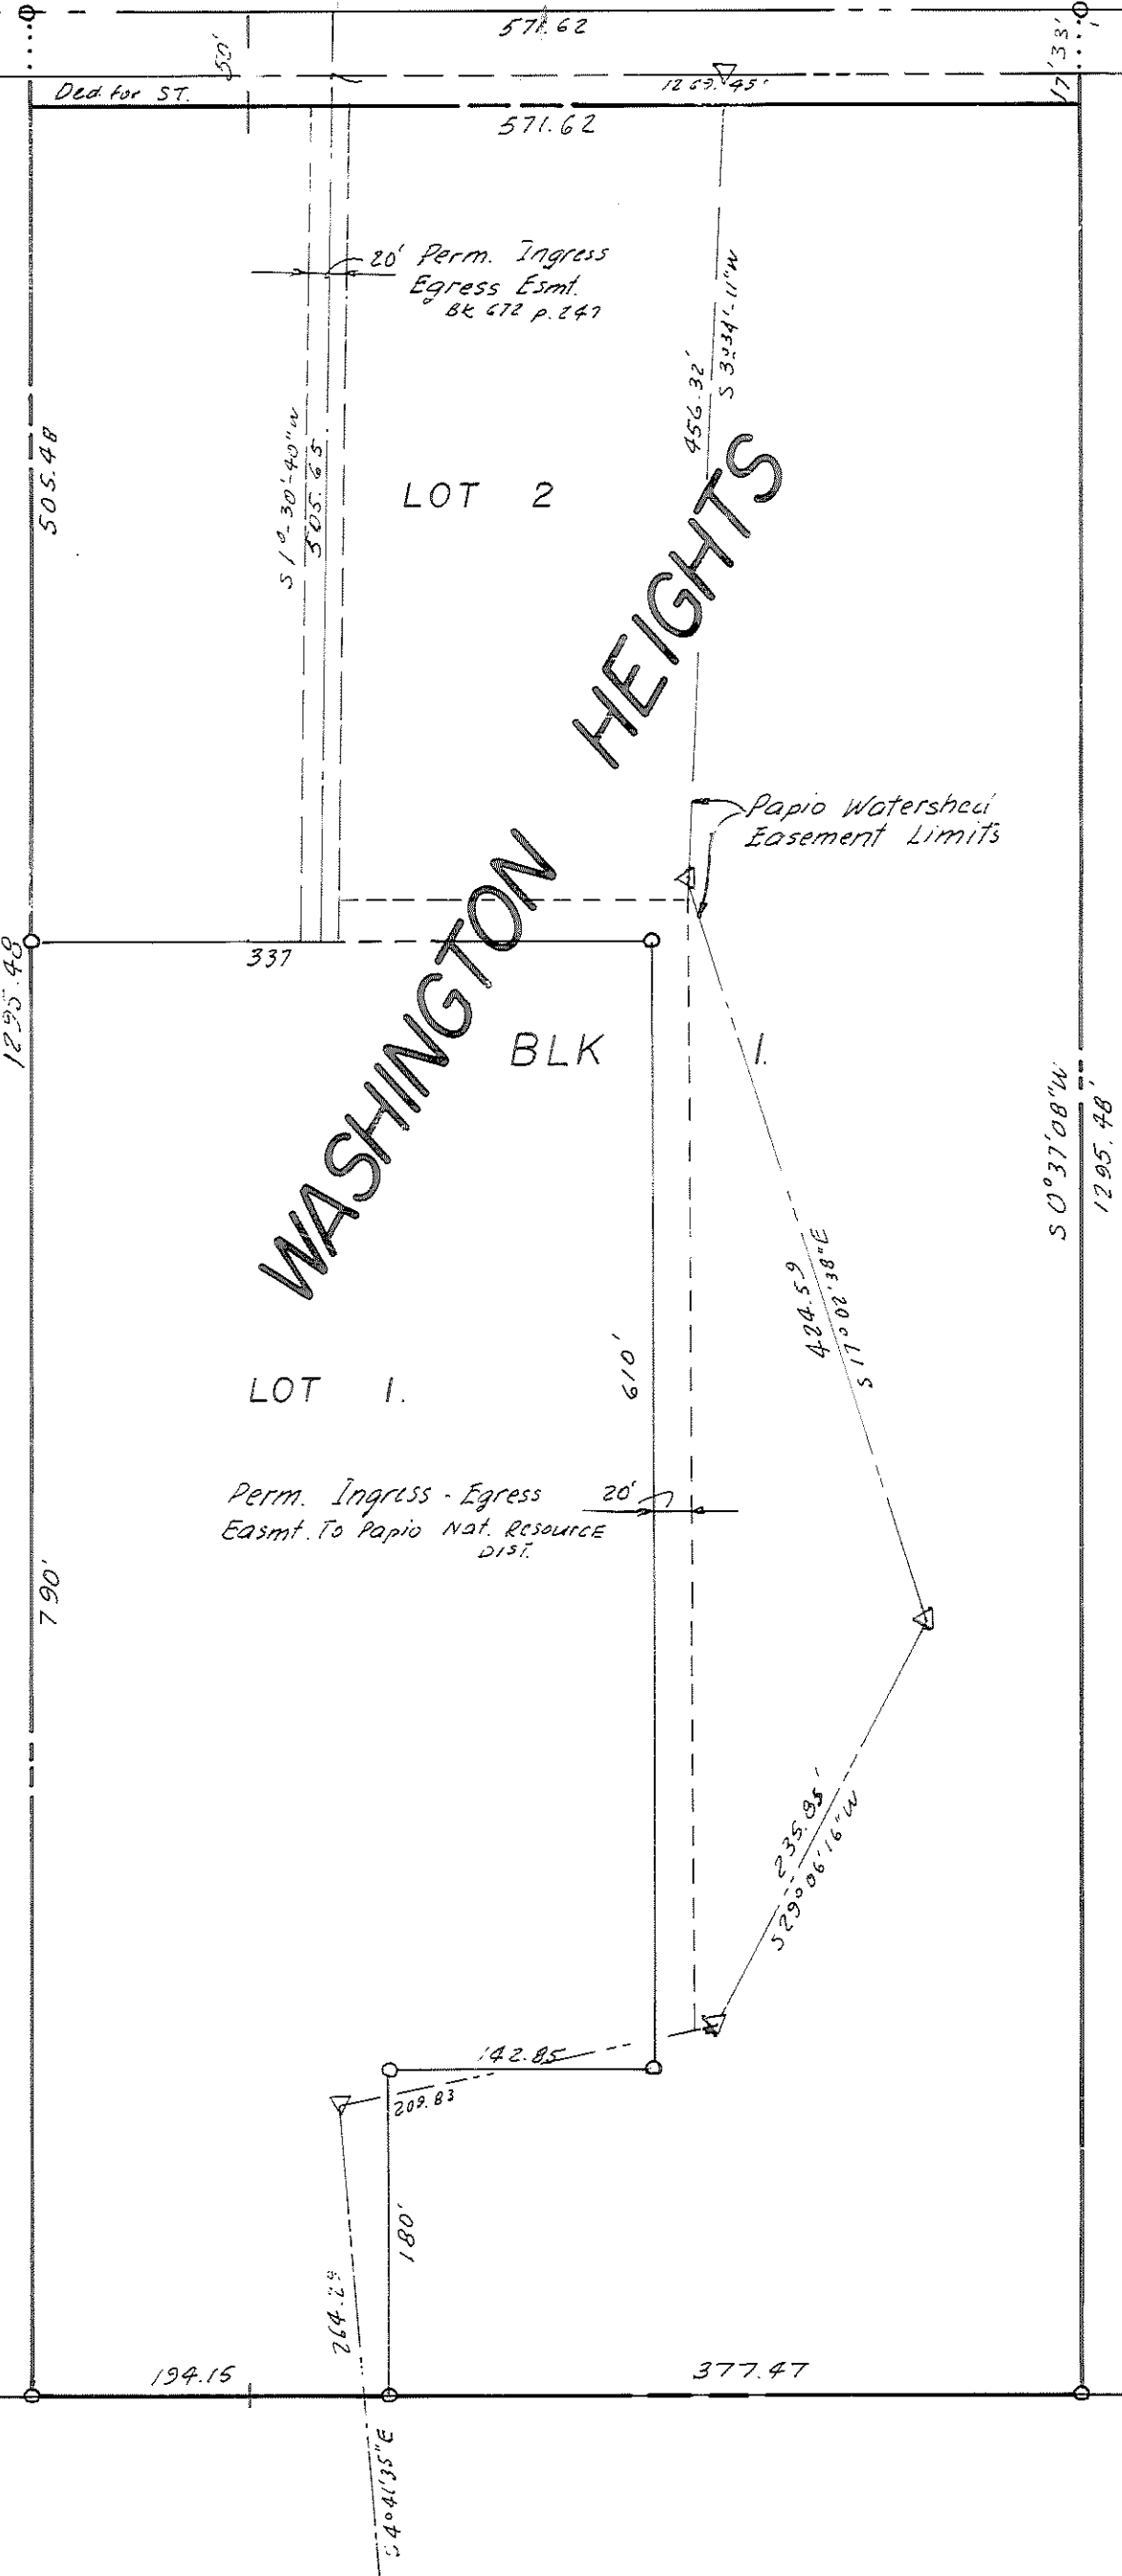 571.62
50'
17'
33'
Ded. for ST.
1269.45'
571.62
20' Perm. Ingress
Egress Esmt.
BK 672 P. 247
S 3°34'-11"W
456.32'
505.48
S 1°-30'-40"W
505.65
LOT 2
WASHINGTON HEIGHTS
Papio Watershed
Easement Limits
337
1295.48
BLK 1.
S 0°37'08"W
1295.48'
424.59
S 17°02'38"E
610'
LOT 1.
Perm. Ingress - Egress
Easmt. To Papio Nat. Resource
DIST.
20'
790'
235.85'
S29°06'16"W
142.85
209.83
180'
264.29
194.15
377.47
4°41'35"E